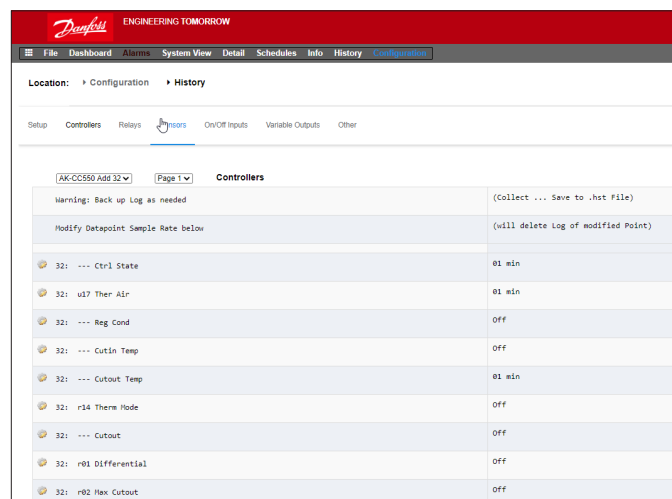 Danfoss ENGINEERING TOMORROW
File Dashboard Alarms System View Detail Schedules Info History Configuration
Location: Configuration History
Setup Controllers Relays On/Off Inputs Variable Outputs Other
AK-CC550 Add 32 Page 1 Controllers
Warning: Back up Log as needed (Collect ... Save to .hst File)
Modify Datapoint Sample Rate below (will delete Log of modified Point)
32: --- Ctrl State 01 min
32: u17 Ther Air 01 min
32: --- Reg Cond Off
32: --- Cutin Temp Off
32: --- Cutout Temp 01 min
32: r14 Therm Mode Off
32: --- Cutout Off
32: r01 Differential Off
32: r02 Max Cutout Off